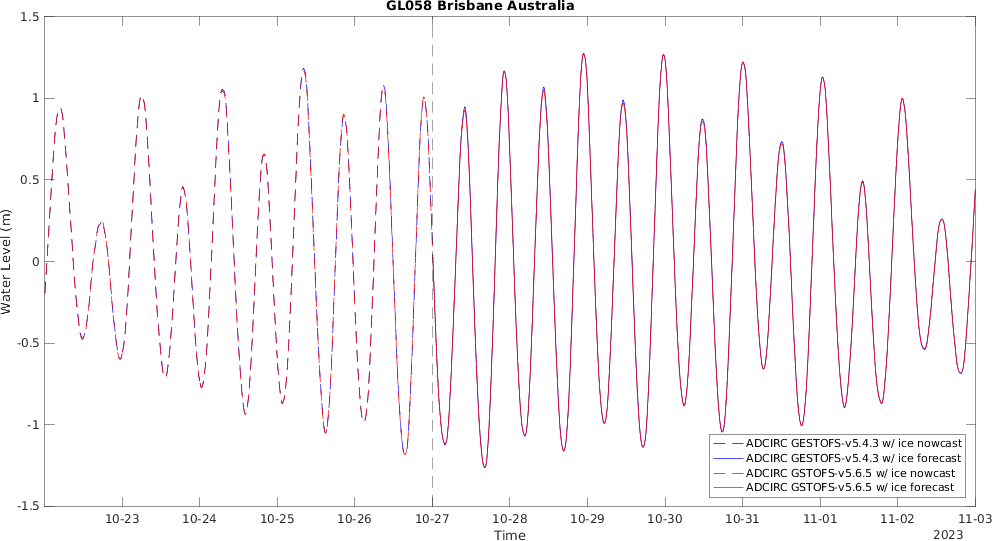 GL058 Brisbane Australia
1.5
1
0.5
0
-0.5
-1
-1.5
Water Level (m)
ADCIRC GESTOFS-v5.4.3 w/ ice nowcast
ADCIRC GESTOFS-v5.4.3 w/ ice forecast
ADCIRC GSTOFS-v5.6.5 w/ ice nowcast
ADCIRC GSTOFS-v5.6.5 w/ ice forecast
10-23 10-24 10-25 10-26 10-27 10-28 10-29 10-30 10-31 11-01 11-02 11-03
Time
2023